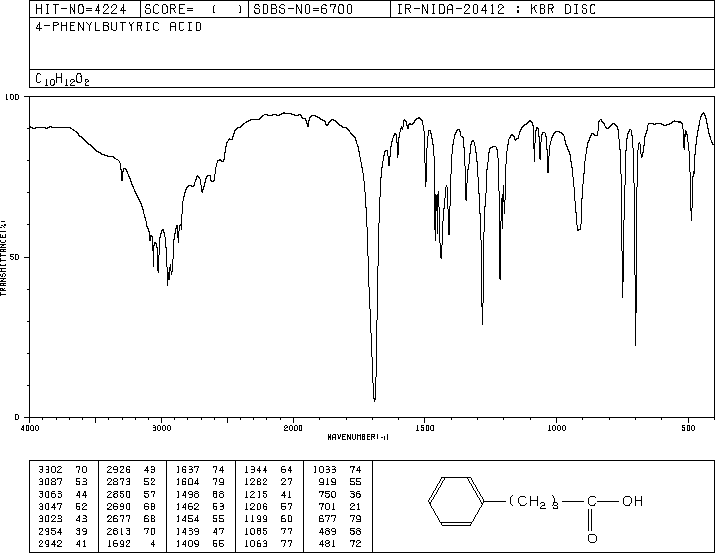 HIT-NO=4224 SCORE= ( ) SDBS-NO=6700 IR-NIDA-20412 : KBR DISC
4-PHENYLBUTYRIC ACID
C10H12O2
100
50
0
TRANSMITTANCE(%)
4000 3000 2000 1500 1000 500
WAVENUMBER(-1)
3302 70 2926 43 1637 74 1344 64 1033 74
3087 53 2873 52 1604 79 1282 27 919 55
3063 44 2850 57 1498 68 1215 41 750 36
3047 52 2690 68 1462 53 1206 57 701 21
3023 43 2677 68 1454 55 1199 60 677 79
2954 39 2613 70 1439 47 1085 77 489 58
2942 41 1692 4 1409 55 1063 77 481 72
(CH2)3 C OH
O